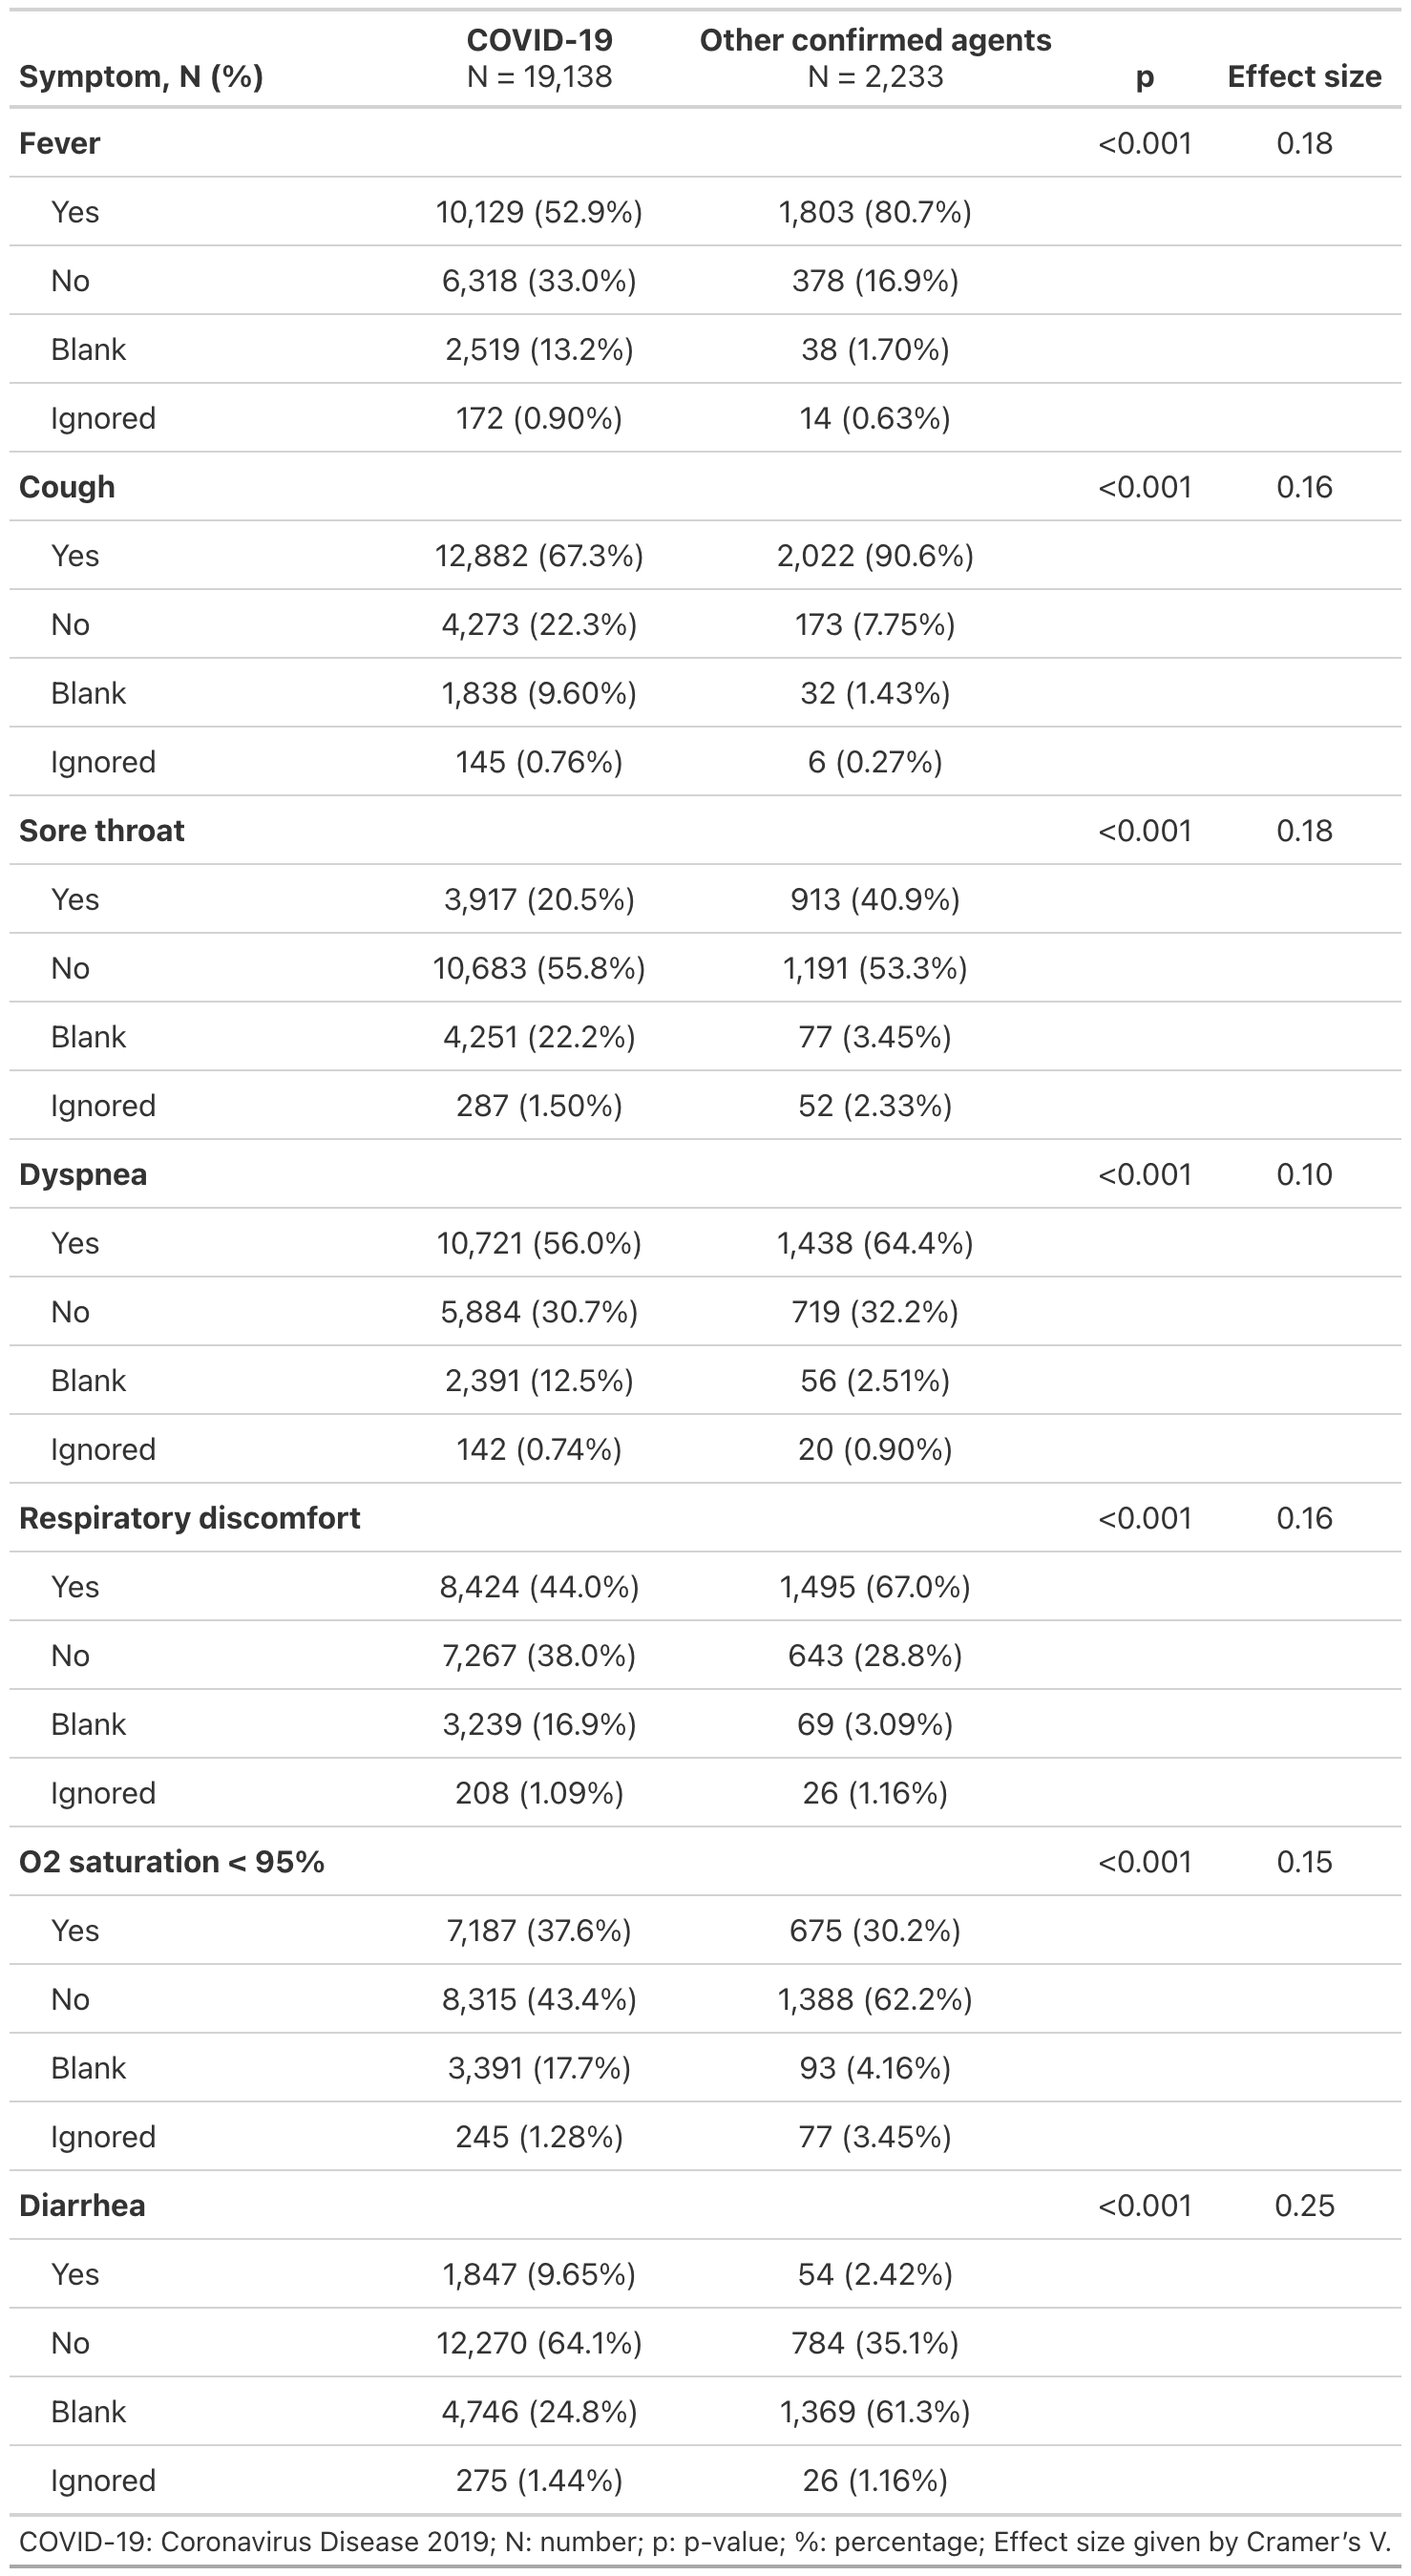 COVID-19 Other confirmed agents
Symptom, N (%) N = 19,138 N = 2,233 p Effect size
Fever <0.001 0.18
Yes 10,129 (52.9%) 1,803 (80.7%)
No 6,318 (33.0%) 378 (16.9%)
Blank 2,519 (13.2%) 38 (1.70%)
Ignored 172 (0.90%) 14 (0.63%)
Cough <0.001 0.16
Yes 12,882 (67.3%) 2,022 (90.6%)
No 4,273 (22.3%) 173 (7.75%)
Blank 1,838 (9.60%) 32 (1.43%)
Ignored 145 (0.76%) 6 (0.27%)
Sore throat <0.001 0.18
Yes 3,917 (20.5%) 913 (40.9%)
No 10,683 (55.8%) 1,191 (53.3%)
Blank 4,251 (22.2%) 77 (3.45%)
Ignored 287 (1.50%) 52 (2.33%)
Dyspnea <0.001 0.10
Yes 10,721 (56.0%) 1,438 (64.4%)
No 5,884 (30.7%) 719 (32.2%)
Blank 2,391 (12.5%) 56 (2.51%)
Ignored 142 (0.74%) 20 (0.90%)
Respiratory discomfort <0.001 0.16
Yes 8,424 (44.0%) 1,495 (67.0%)
No 7,267 (38.0%) 643 (28.8%)
Blank 3,239 (16.9%) 69 (3.09%)
Ignored 208 (1.09%) 26 (1.16%)
O2 saturation < 95% <0.001 0.15
Yes 7,187 (37.6%) 675 (30.2%)
No 8,315 (43.4%) 1,388 (62.2%)
Blank 3,391 (17.7%) 93 (4.16%)
Ignored 245 (1.28%) 77 (3.45%)
Diarrhea <0.001 0.25
Yes 1,847 (9.65%) 54 (2.42%)
No 12,270 (64.1%) 784 (35.1%)
Blank 4,746 (24.8%) 1,369 (61.3%)
Ignored 275 (1.44%) 26 (1.16%)
COVID-19: Coronavirus Disease 2019; N: number; p: p-value; %: percentage; Effect size given by Cramer’s V.